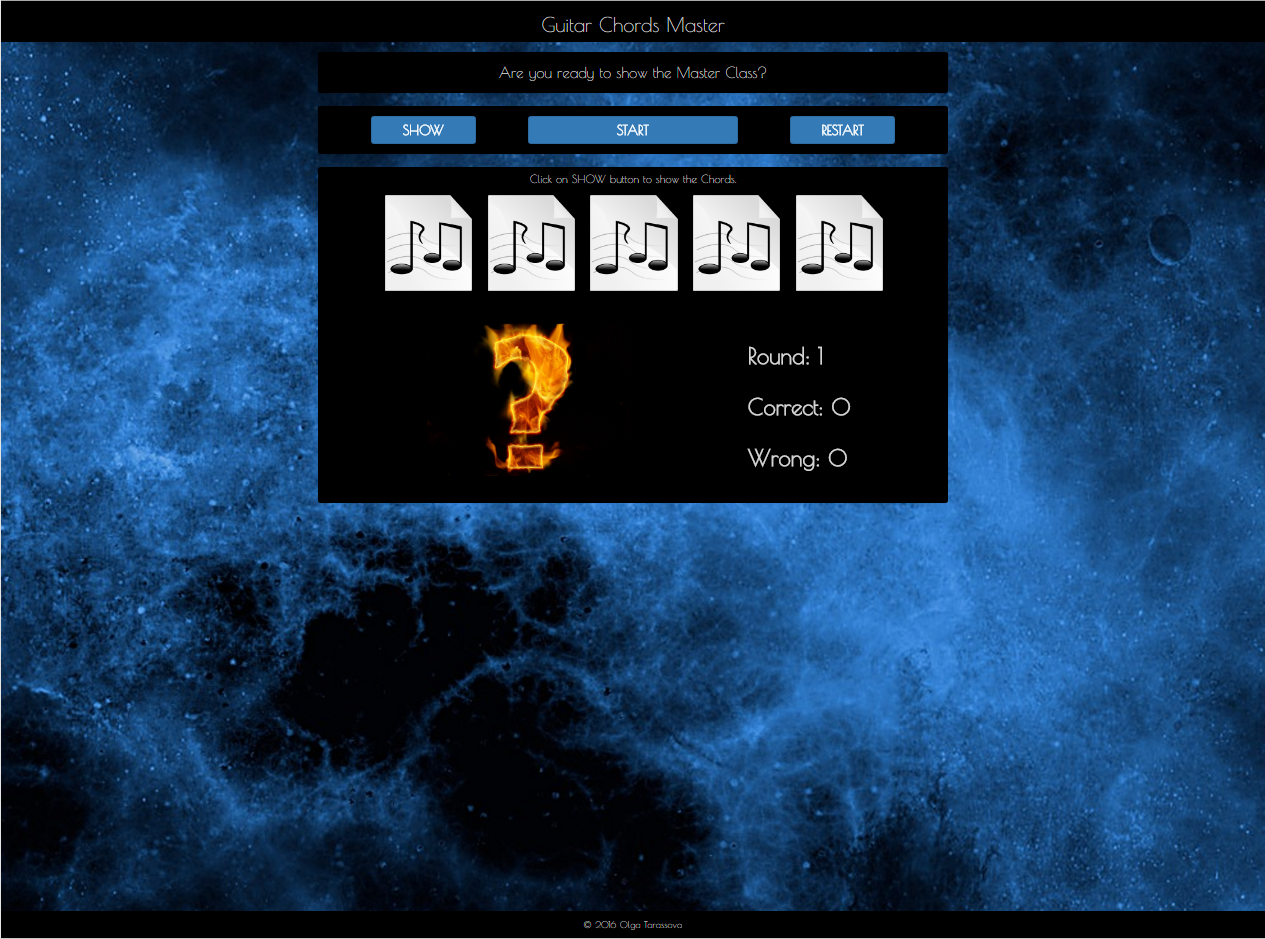 Guitar Chords Master
Are you ready to show the Master Class?
SHOW START RESTART
Click on SHOW button to show the Chords.
Round: 1
Correct: 0
Wrong: 0
© 2016 Olga Tarassova